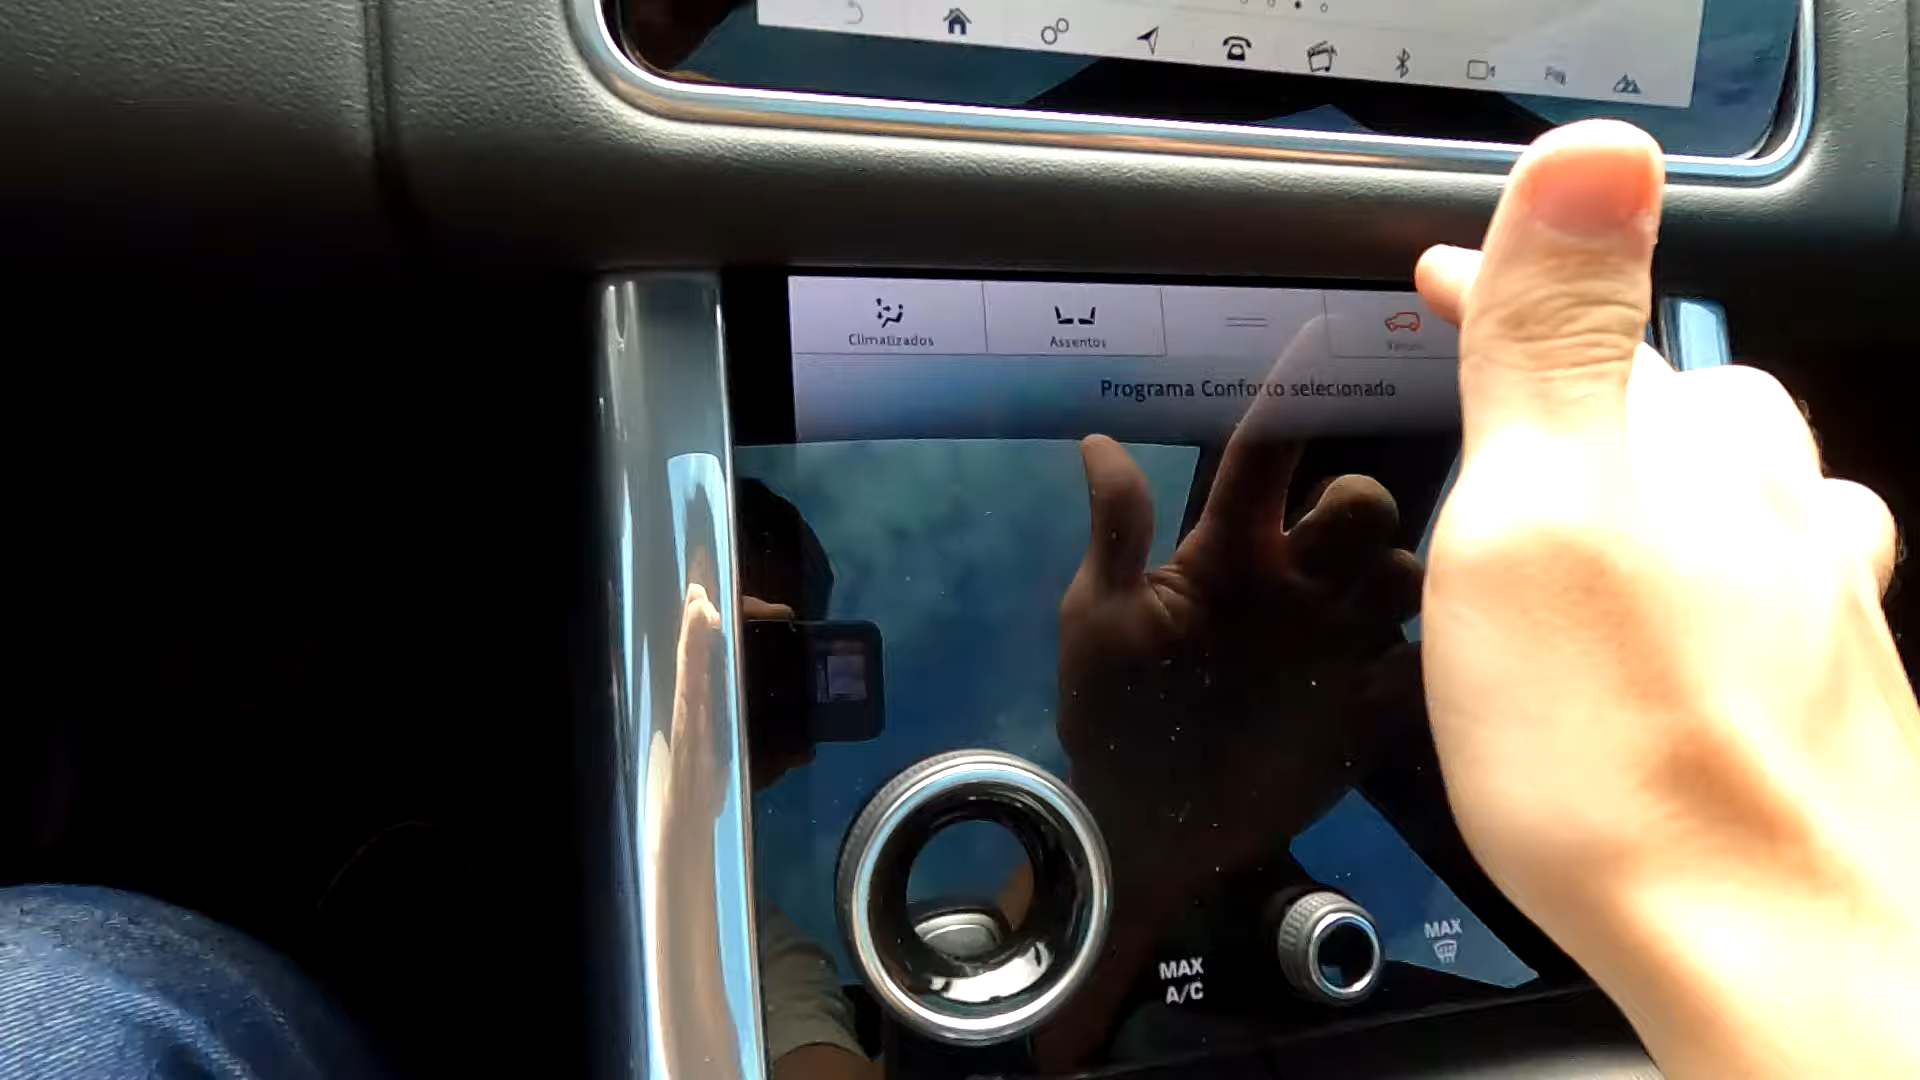 Climatizados
Assentos
Programa Conforto selecionado
MAX
A/C
MAX